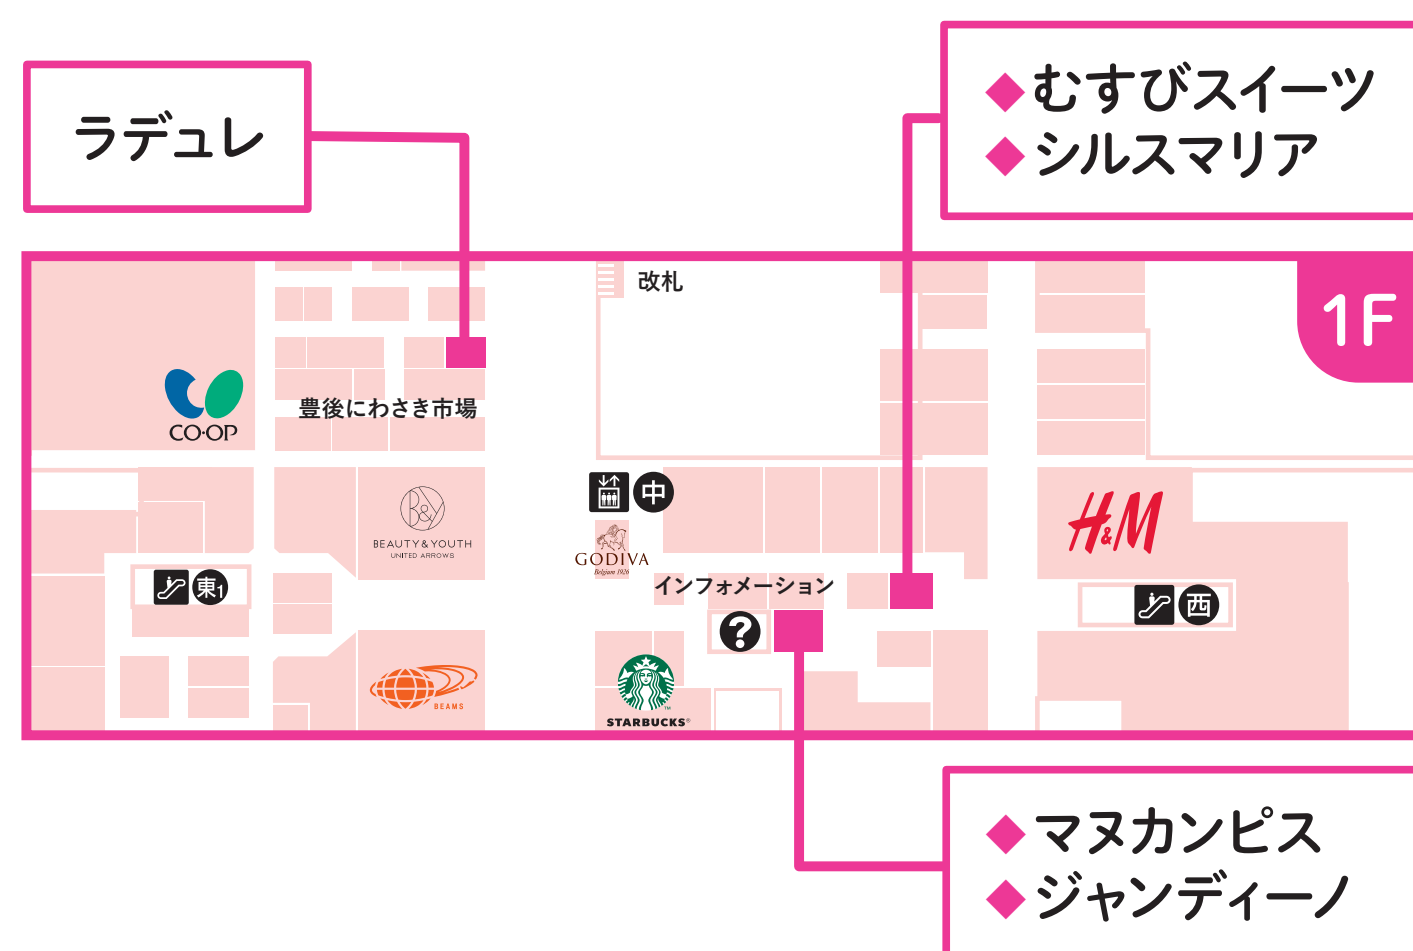 ラデュレ
◆むすびスイーツ
◆シルスマリア
1F
改札
CO·OP
豊後にわさき市場
B&Y
BEAUTY & YOUTH
UNITED ARROWS
中
GODIVA
Belgium 1926
H&M
東1
インフォメーション
?
西
BEAMS
STARBUCKS®
TM
◆マヌカンピス
◆ジャンディーノ